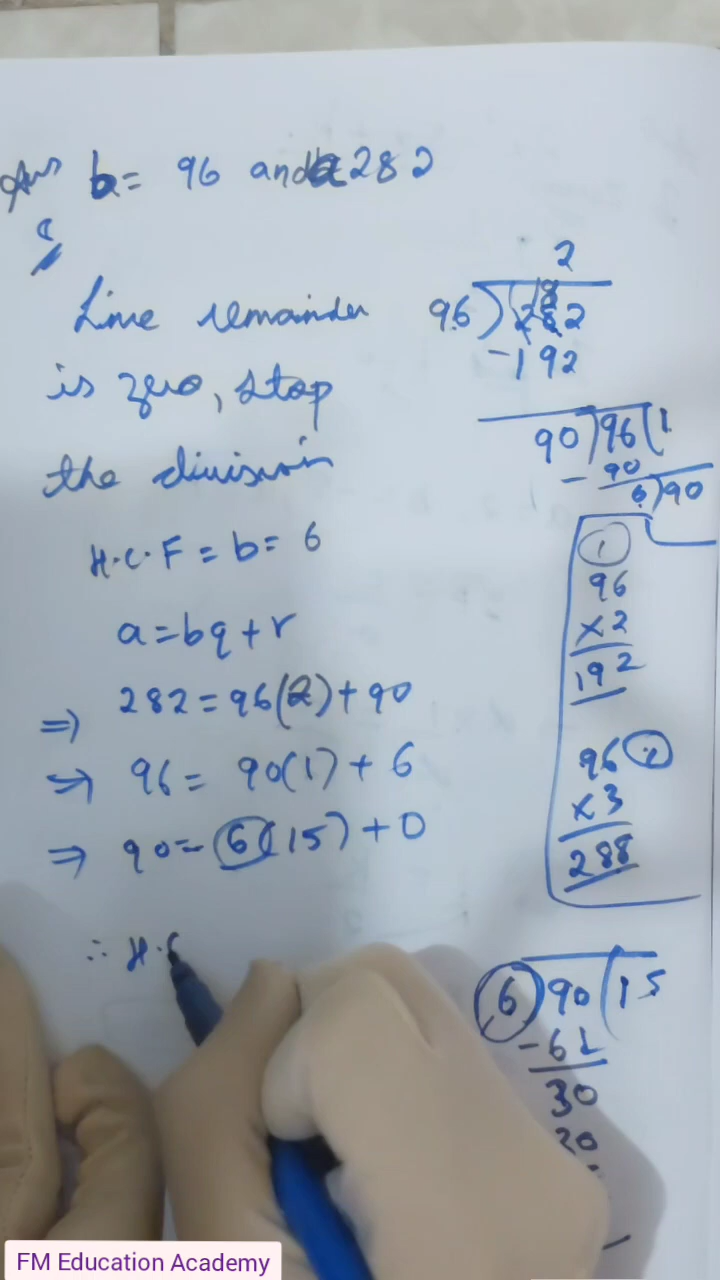 Ans b = 96 and a 282
2
96 ) 282
-192
90 ) 96 ( 1
- 90
6 ) 90
is zero, stop
the division
H.C.F = b = 6
a = bq + r
⇒ 282 = 96(2) + 90
⇒ 96 = 90(1) + 6
⇒ 90 = 6(15) + 0
∴ H.C
1
96
×2
192
96
×3
288
6 ) 90 ( 15
-6↓
30
FM Education Academy